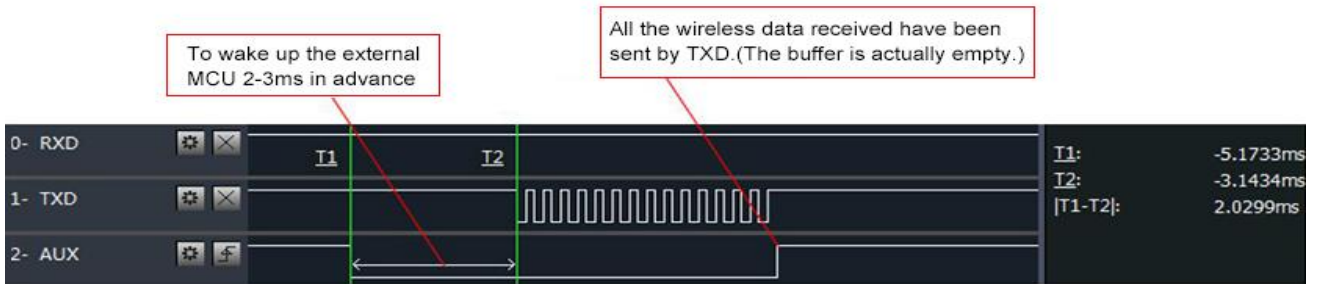 To wake up the external
MCU 2-3ms in advance
All the wireless data received have been
sent by TXD.(The buffer is actually empty.)
0- RXD
T1
T2
1- TXD
2- AUX
T1: -5.1733ms
T2: -3.1434ms
|T1-T2|: 2.0299ms